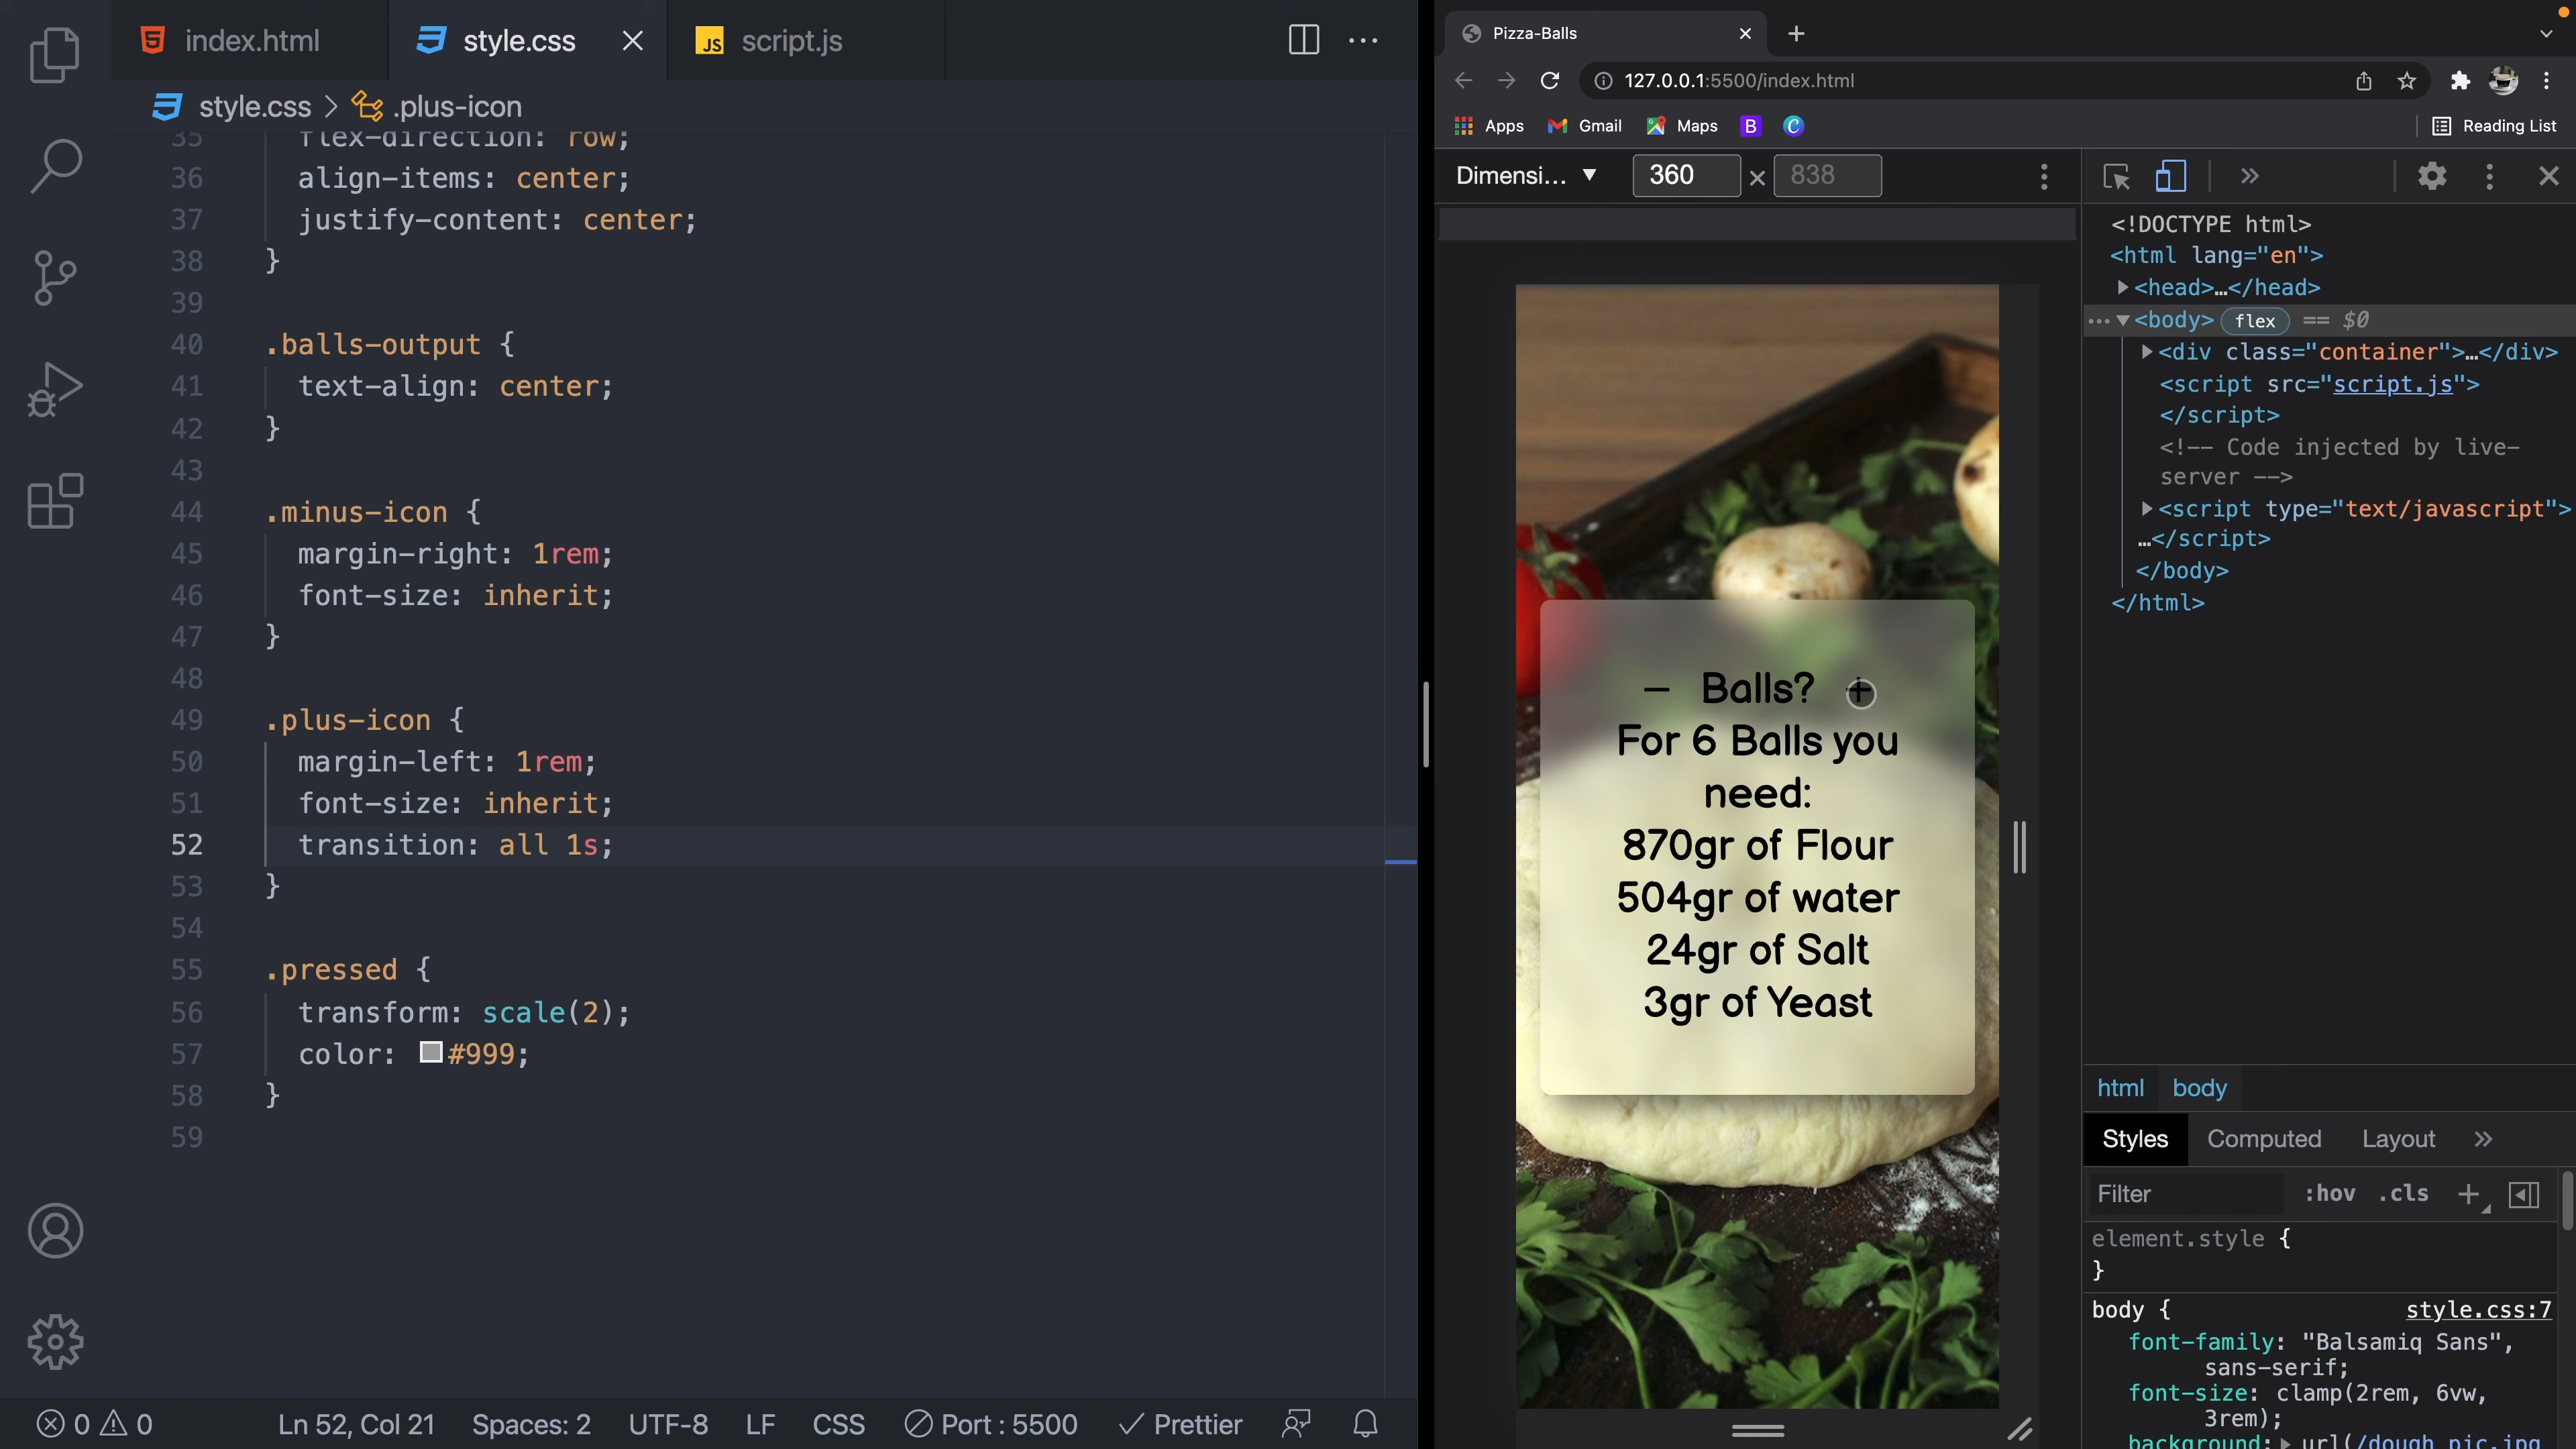 index.html
style.css
script.js
style.css > .plus-icon
35 flex-direction: row;
36 align-items: center;
37 justify-content: center;
38 }
39
40 .balls-output {
41 text-align: center;
42 }
43
44 .minus-icon {
45 margin-right: 1rem;
46 font-size: inherit;
47 }
48
49 .plus-icon {
50 margin-left: 1rem;
51 font-size: inherit;
52 transition: all 1s;
53 }
54
55 .pressed {
56 transform: scale(2);
57 color: #999;
58 }
59
0 0
Ln 52, Col 21
Spaces: 2
UTF-8
LF
CSS
Port : 5500
Prettier
Pizza-Balls
127.0.0.1:5500/index.html
Apps
Gmail
Maps
B
C
Reading List
Dimensi...
360 × 838
− Balls? +
For 6 Balls you
need:
870gr of Flour
504gr of water
24gr of Salt
3gr of Yeast
<!DOCTYPE html>
<html lang="en">
<head>…</head>
<body> flex == $0
<div class="container">…</div>
<script src="script.js">
</script>
<!-- Code injected by live-
server -->
<script type="text/javascript">
…</script>
</body>
</html>
html body
Styles Computed Layout
Filter :hov .cls
element.style {
}
body { style.css:7
font-family: "Balsamiq Sans",
sans-serif;
font-size: clamp(2rem, 6vw,
3rem);
background: url(/dough pic.jpg